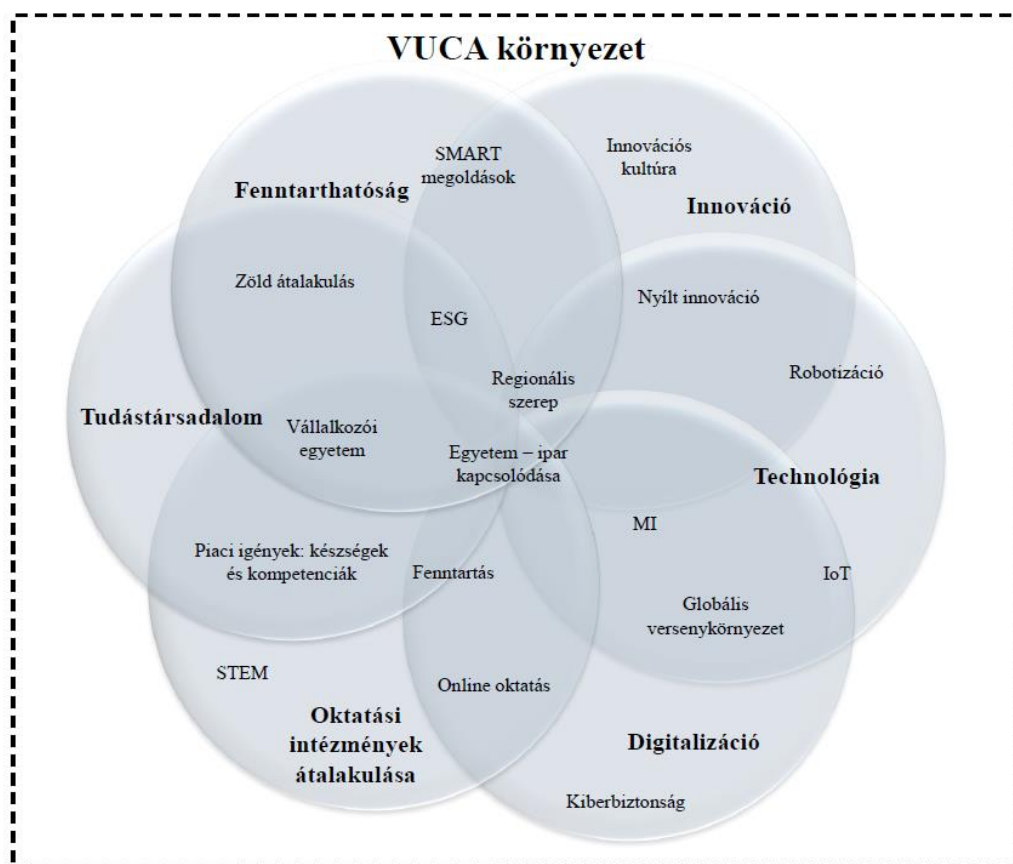 VUCA környezet
SMART
megoldások
Innovációs
kultúra
Fenntarthatóság
Innováció
Zöld átalakulás
Nyílt innováció
ESG
Regionális
szerep
Robotizáció
Tudástársadalom
Vállalkozói
egyetem
Egyetem – ipar
kapcsolódása
Technológia
MI
Piaci igények: készségek
és kompetenciák
Fenntartás
IoT
Globális
versenykörnyezet
STEM
Online oktatás
Oktatási
intézmények
átalakulása
Digitalizáció
Kiberbiztonság